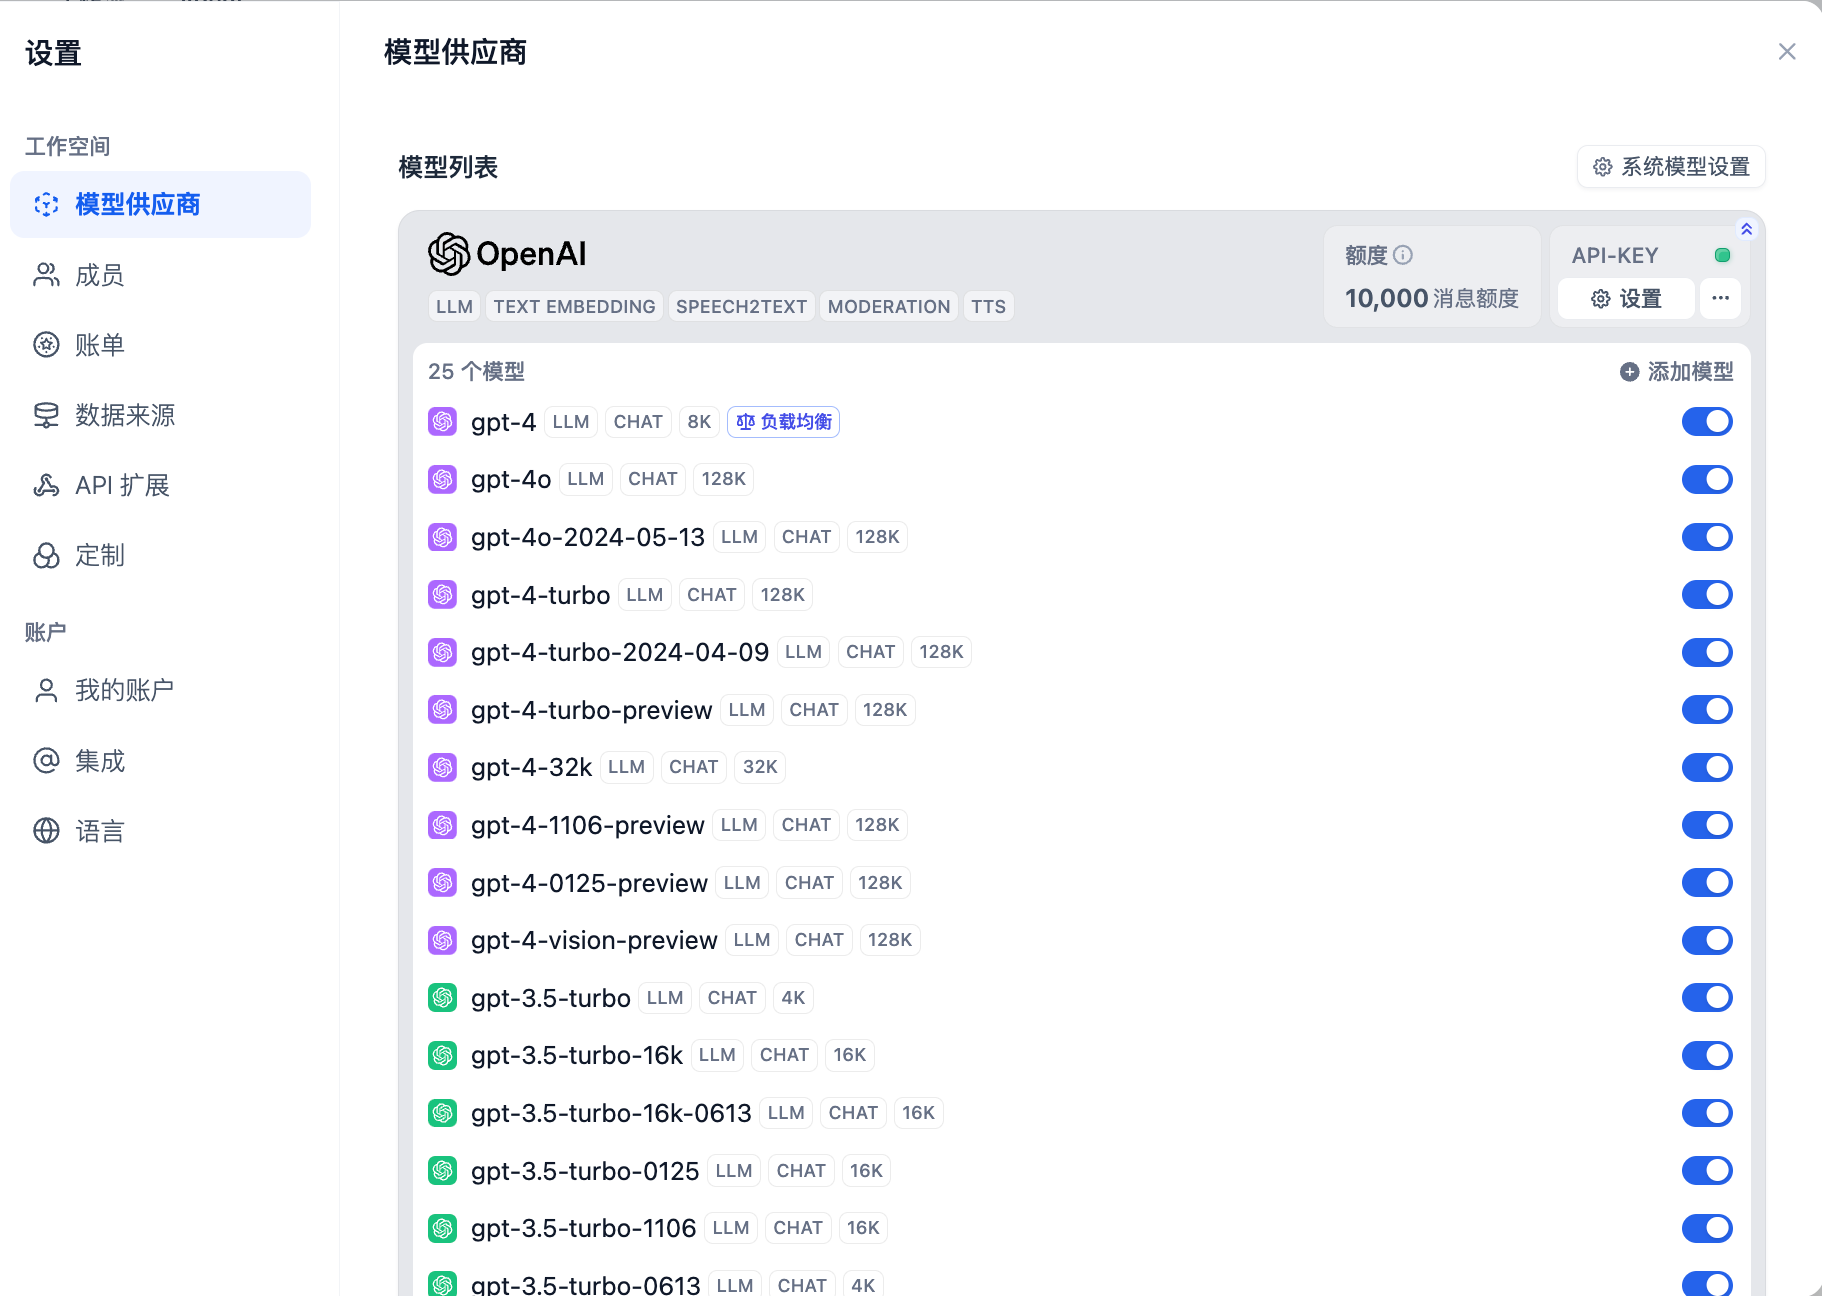 设置
工作空间
模型供应商
成员
账单
数据来源
API 扩展
定制
账户
我的账户
集成
语言
模型供应商
模型列表
系统模型设置
OpenAI
LLM TEXT EMBEDDING SPEECH2TEXT MODERATION TTS
额度
10,000 消息额度
API-KEY
设置
25 个模型
添加模型
gpt-4 LLM CHAT 8K 负载均衡
gpt-4o LLM CHAT 128K
gpt-4o-2024-05-13 LLM CHAT 128K
gpt-4-turbo LLM CHAT 128K
gpt-4-turbo-2024-04-09 LLM CHAT 128K
gpt-4-turbo-preview LLM CHAT 128K
gpt-4-32k LLM CHAT 32K
gpt-4-1106-preview LLM CHAT 128K
gpt-4-0125-preview LLM CHAT 128K
gpt-4-vision-preview LLM CHAT 128K
gpt-3.5-turbo LLM CHAT 4K
gpt-3.5-turbo-16k LLM CHAT 16K
gpt-3.5-turbo-16k-0613 LLM CHAT 16K
gpt-3.5-turbo-0125 LLM CHAT 16K
gpt-3.5-turbo-1106 LLM CHAT 16K
gpt-3.5-turbo-0613 LLM CHAT 4K